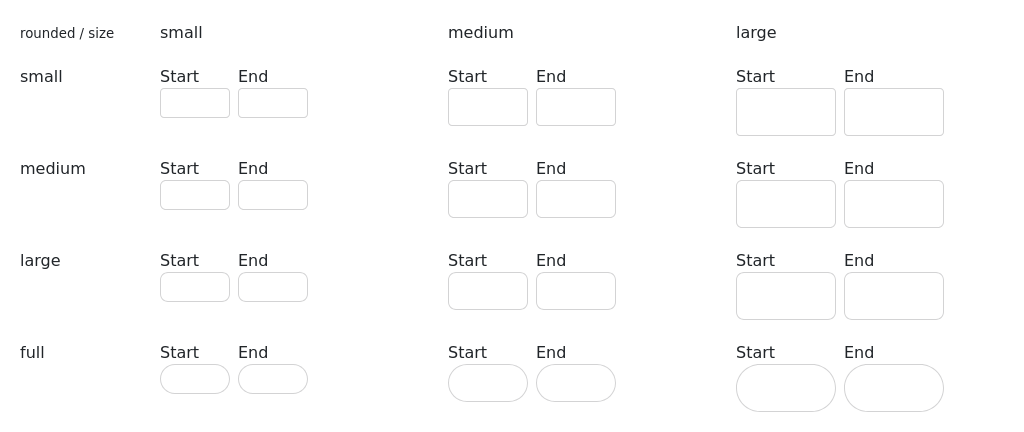 rounded / size small medium large
small Start End Start End Start End
medium Start End Start End Start End
large Start End Start End Start End
full Start End Start End Start End